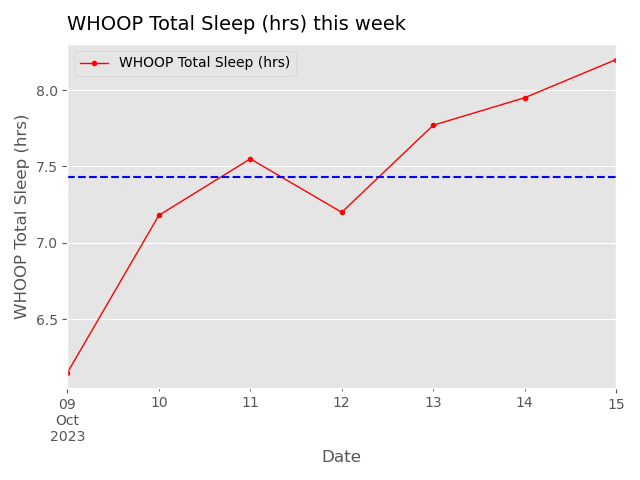 WHOOP Total Sleep (hrs) this week
WHOOP Total Sleep (hrs)
WHOOP Total Sleep (hrs)
8.0
7.5
7.0
6.5
09 10 11 12 13 14 15
Oct
2023
Date